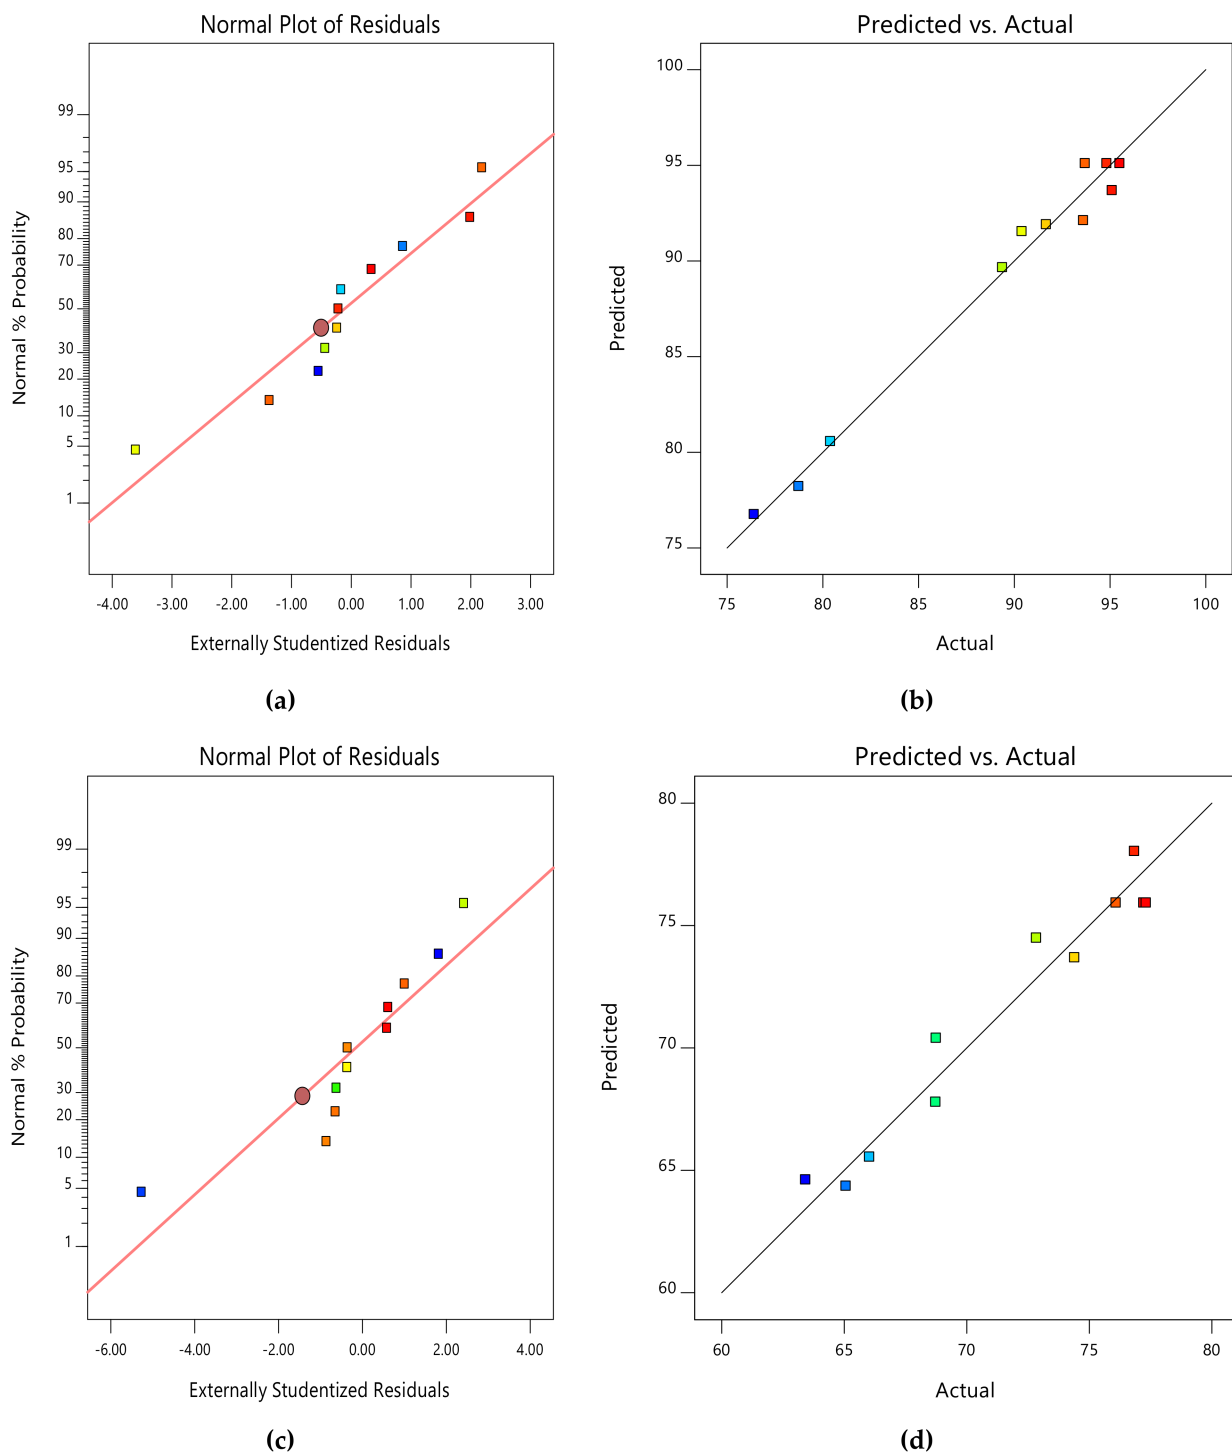 Normal Plot of Residuals
Normal % Probability
99
95
90
80
70
50
30
20
10
5
1
-4.00 -3.00 -2.00 -1.00 0.00 1.00 2.00 3.00
Externally Studentized Residuals
(a)
Predicted vs. Actual
Predicted
100
95
90
85
80
75
75 80 85 90 95 100
Actual
(b)
Normal Plot of Residuals
Normal % Probability
99
95
90
80
70
50
30
20
10
5
1
-6.00 -4.00 -2.00 0.00 2.00 4.00
Externally Studentized Residuals
(c)
Predicted vs. Actual
Predicted
80
75
70
65
60
60 65 70 75 80
Actual
(d)